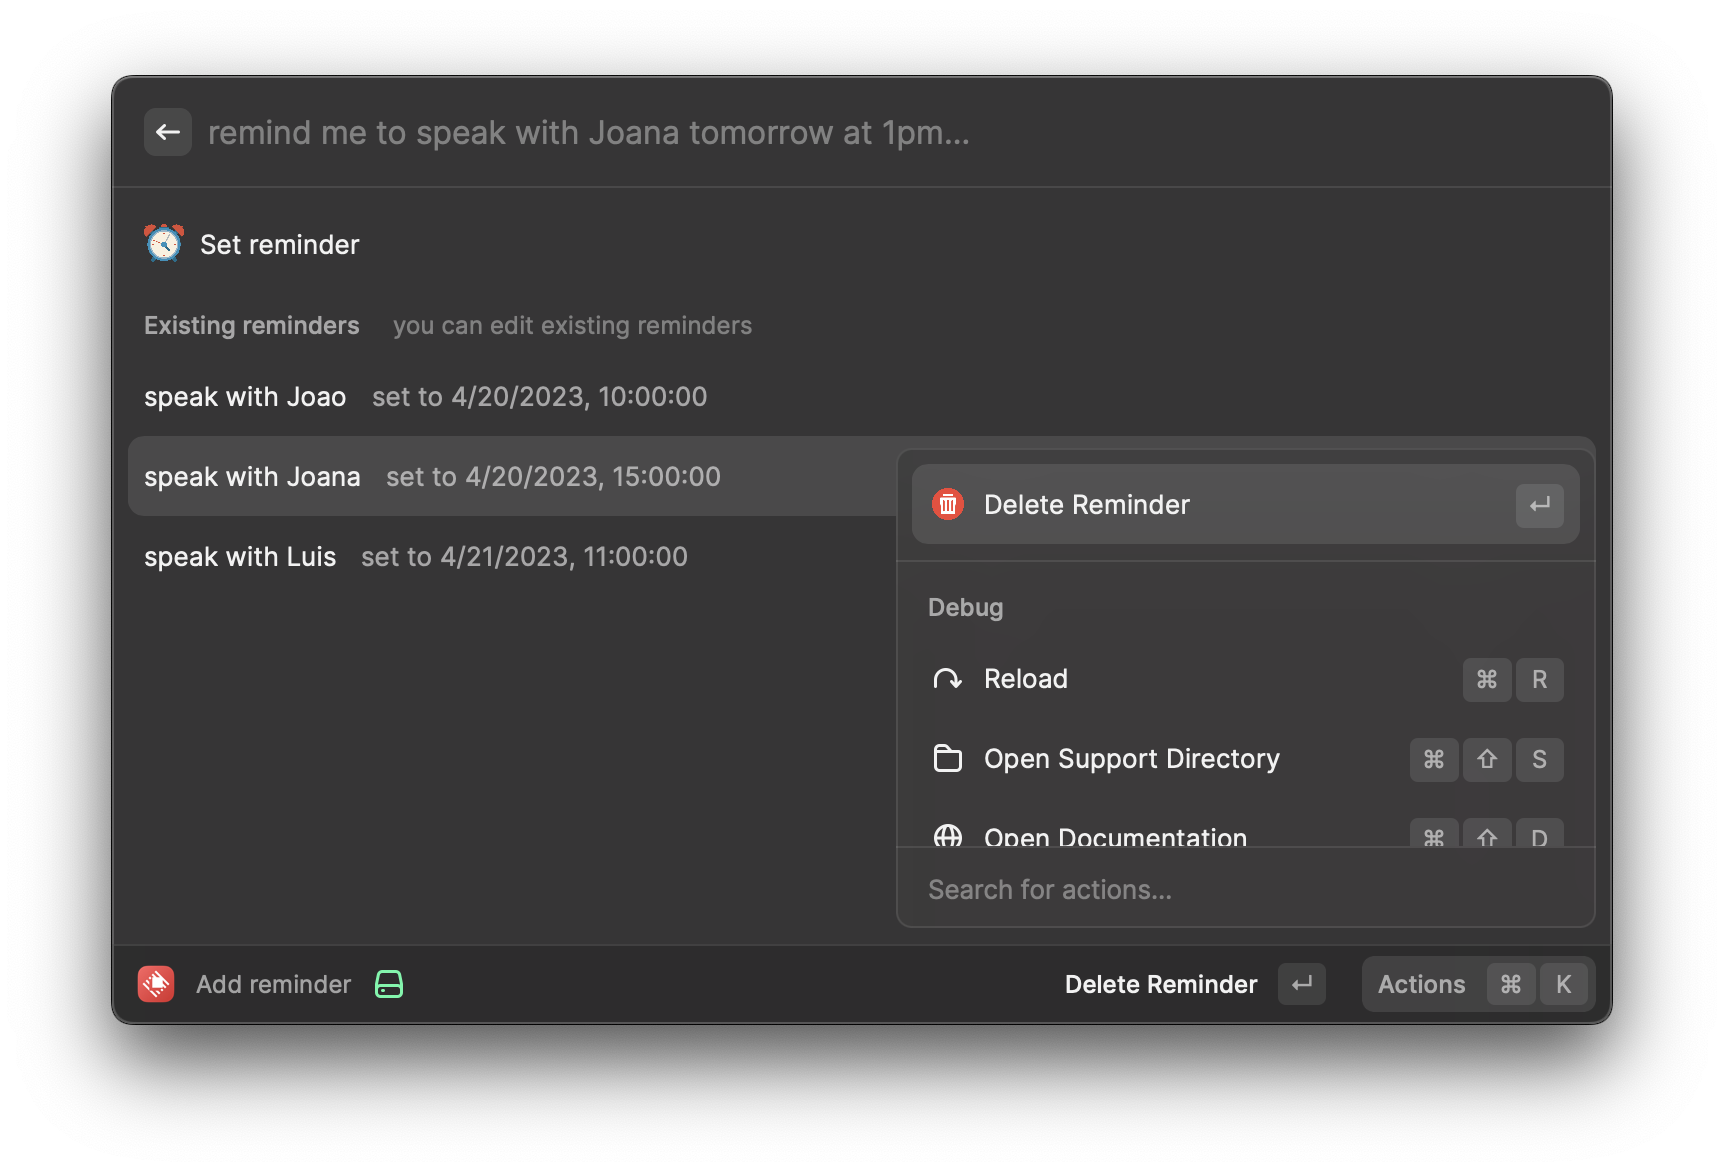 remind me to speak with Joana tomorrow at 1pm...
Set reminder
Existing reminders you can edit existing reminders
speak with Joao set to 4/20/2023, 10:00:00
speak with Joana set to 4/20/2023, 15:00:00
speak with Luis set to 4/21/2023, 11:00:00
Delete Reminder ↵
Debug
Reload ⌘ R
Open Support Directory ⌘ ⇧ S
Open Documentation ⌘ ⇧ D
Search for actions...
Add reminder
Delete Reminder ↵ Actions ⌘ K